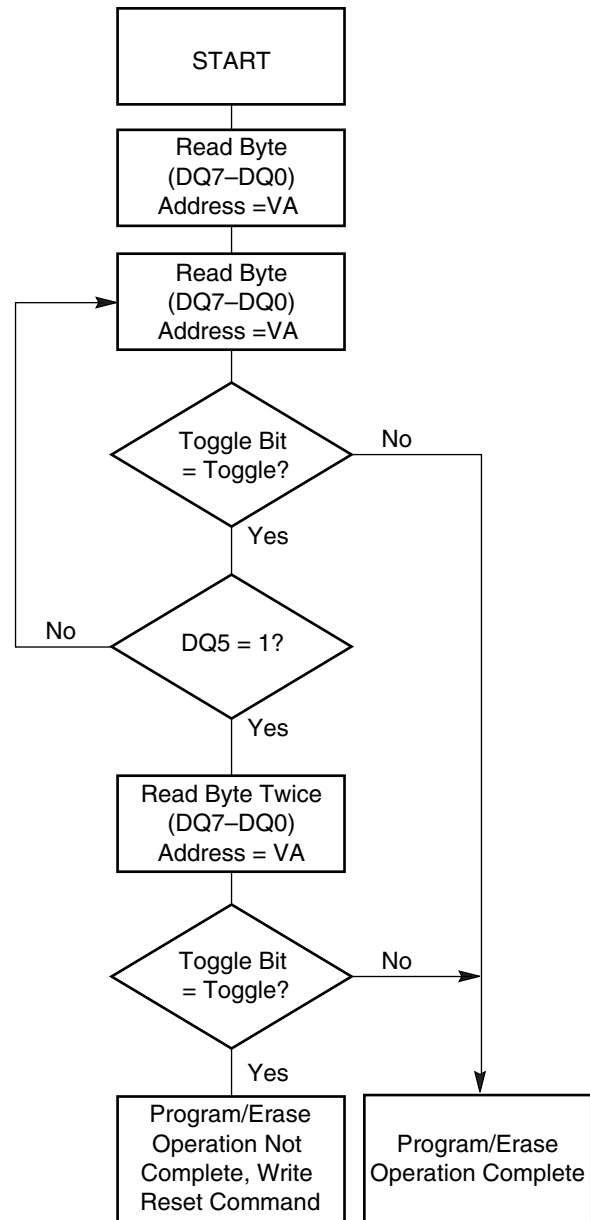 START
Read Byte
(DQ7–DQ0)
Address =VA
Read Byte
(DQ7–DQ0)
Address =VA
Toggle Bit
= Toggle?
No
Yes
No
DQ5 = 1?
Yes
Read Byte Twice
(DQ7–DQ0)
Address = VA
Toggle Bit
= Toggle?
No
Yes
Program/Erase
Operation Not
Complete, Write
Reset Command
Program/Erase
Operation Complete